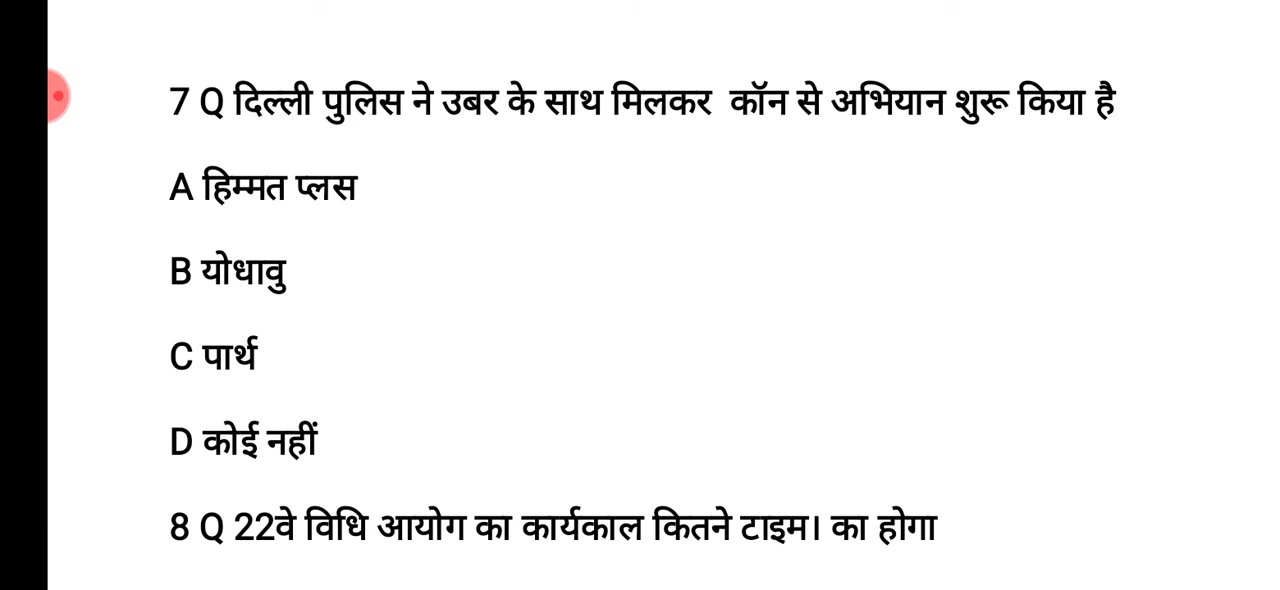 7 Q दिल्ली पुलिस ने उबर के साथ मिलकर कॉन से अभियान शुरू किया है
A हिम्मत प्लस
B योधावु
C पार्थ
D कोई नहीं
8 Q 22वे विधि आयोग का कार्यकाल कितने टाइम। का होगा